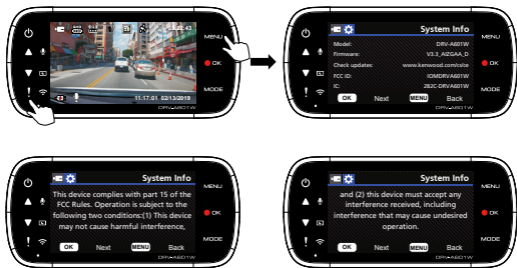 MENU
OK
MODE
11:17:01 02/13/2019
DRV-A601W
System Info
Model: DRV-A601W
Firmware: V3.3_AIZGAA_D
Check update: www.kenwood.com/cs/ce
FCC ID: IOMDRV-A601W
IC: 282C-DRVA601W
OK Next MENU Back
MENU
OK
MODE
DRV-A601W
System Info
This device complies with part 15 of the
FCC Rules. Operation is subject to the
following two conditions:(1) This device
may not cause harmful interference,
OK Next MENU Back
MENU
OK
MODE
DRV-A601W
System Info
and (2) this device must accept any
interference received, including
interference that may cause undesired
operation.
OK Next MENU Back
MENU
OK
MODE
DRV-A601W